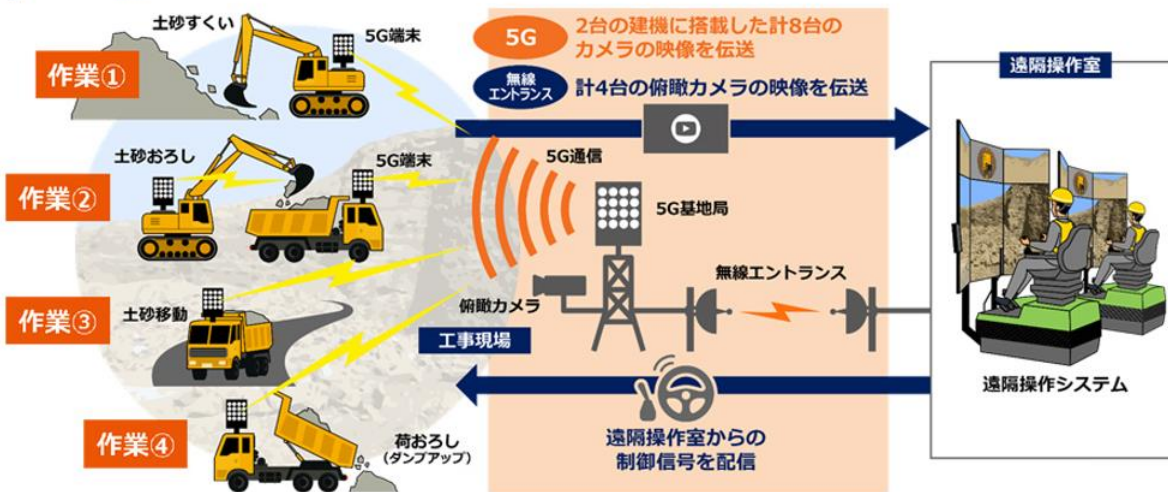 土砂すくい
5G端末
作業①
5G
2台の建機に搭載した計8台の
カメラの映像を伝送
無線
エントランス
計4台の俯瞰カメラの映像を伝送
遠隔操作室
土砂おろし
5G端末
作業②
5G通信
5G基地局
無線エントランス
俯瞰カメラ
土砂移動
作業③
工事現場
遠隔操作システム
作業④
荷おろし
(ダンプアップ)
遠隔操作室からの
制御信号を配信